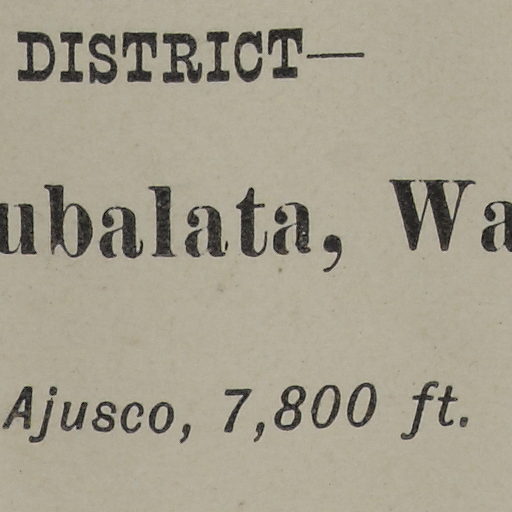 DISTRICT—
ubalata, Wa
Ajusco, 7,800 ft.